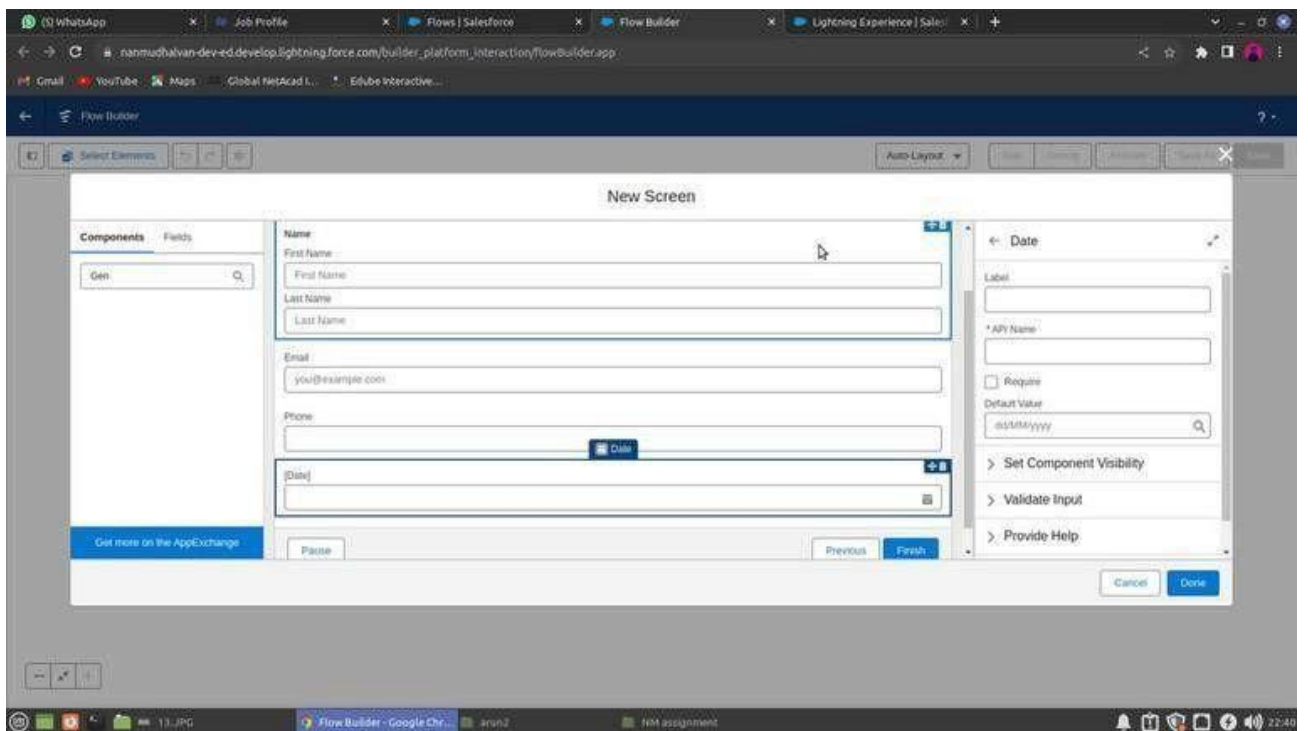 (5) WhatsApp
Job Profile
Flows | Salesforce
Flow Builder
Lightning Experience | Sales
nanmudhalvan-dev-ed.develop.lightning.force.com/builder_platform_interaction/flowBuilder.app
Gmail YouTube Maps Global NetAcad I... Edube Interactive...
Flow Builder
?
Select Elements
Auto-Layout
New Screen
Components Fields
Gen
Get more on the AppExchange
Name
First Name
First Name
Last Name
Last Name
Email
you@example.com
Phone
Date
[Date]
Pause
Previous
Finish
Date
Label
* API Name
Require
Default Value
dd/MM/yyyy
Set Component Visibility
Validate Input
Provide Help
Cancel
Done
13.JPG
Flow Builder - Google Chr...
arun2
NM assignment
22:40